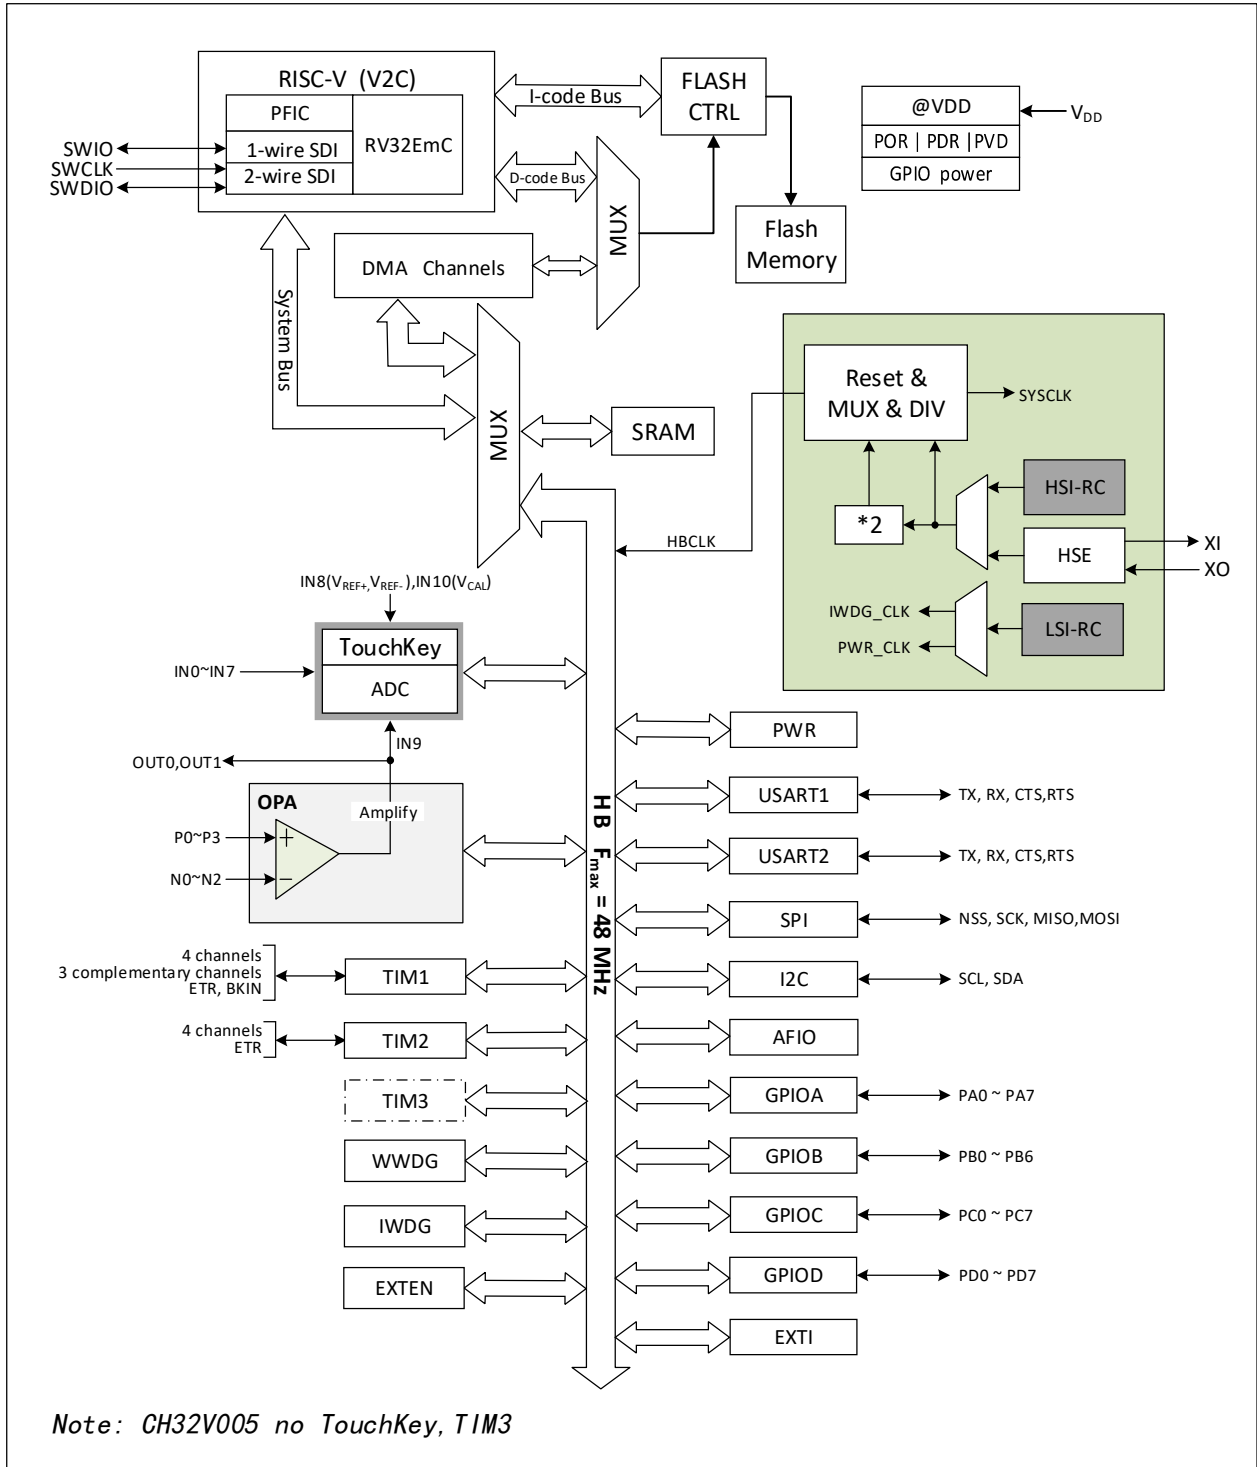 RISC-V (V2C)
PFIC
1-wire SDI
2-wire SDI
RV32EmC
SWIO
SWCLK
SWDIO
I-code Bus
D-code Bus
FLASH
CTRL
MUX
Flash
Memory
@VDD
POR | PDR | PVD
GPIO power
VDD
DMA Channels
System Bus
MUX
SRAM
Reset &
MUX & DIV
SYSCLK
*2
HSI-RC
HSE
XI
XO
HBCLK
IWDG_CLK
PWR_CLK
LSI-RC
IN8(VREF+,VREF-),IN10(VCAL)
TouchKey
ADC
IN0~IN7
IN9
OUT0,OUT1
OPA
Amplify
P0~P3
+
N0~N2
−
HB Fmax = 48 MHz
4 channels
3 complementary channels
ETR, BKIN
TIM1
4 channels
ETR
TIM2
TIM3
WWDG
IWDG
EXTEN
PWR
USART1
TX, RX, CTS,RTS
USART2
TX, RX, CTS,RTS
SPI
NSS, SCK, MISO,MOSI
I2C
SCL, SDA
AFIO
GPIOA
PA0 ~ PA7
GPIOB
PB0 ~ PB6
GPIOC
PC0 ~ PC7
GPIOD
PD0 ~ PD7
EXTI
Note: CH32V005 no TouchKey, TIM3